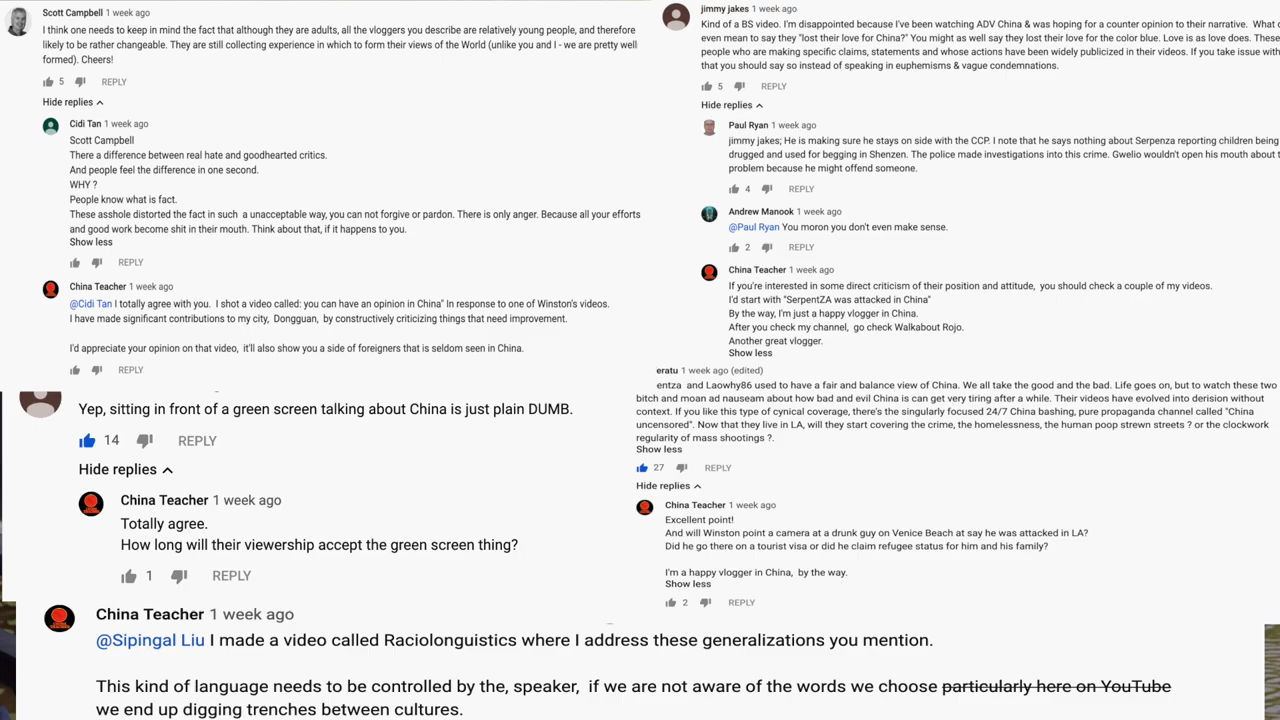 Scott Campbell 1 week ago
I think one needs to keep in mind the fact that although they are adults, all the vloggers you describe are relatively young people, and therefore
likely to be rather changeable. They are still collecting experience in which to form their views of the World (unlike you and I - we are pretty well
formed). Cheers!
5 REPLY
Hide replies
Cidi Tan 1 week ago
Scott Campbell
There a difference between real hate and goodhearted critics.
And people feel the difference in one second.
WHY ?
People know what is fact.
These asshole distorted the fact in such a unacceptable way, you can not forgive or pardon. There is only anger. Because all your efforts
and good work become shit in their mouth. Think about that, if it happens to you.
Show less
REPLY
China Teacher 1 week ago
@Cidi Tan I totally agree with you. I shot a video called: you can have an opinion in China" In response to one of Winston's videos.
I have made significant contributions to my city, Dongguan, by constructively criticizing things that need improvement.
I'd appreciate your opinion on that video, it'll also show you a side of foreigners that is seldom seen in China.
REPLY
jimmy jakes 1 week ago
Kind of a BS video. I'm disappointed because I've been watching ADV China & was hoping for a counter opinion to their narrative. What
even mean to say they "lost their love for China?" You might as well say they lost their love for the color blue. Love is as love does. These
people who are making specific claims, statements and whose actions have been widely publicized in their videos. If you take issue with
that you should say so instead of speaking in euphemisms & vague condemnations.
5 REPLY
Hide replies
Paul Ryan 1 week ago
jimmy jakes; He is making sure he stays on side with the CCP. I note that he says nothing about Serpenza reporting children being
drugged and used for begging in Shenzen. The police made investigations into this crime. Gwelio wouldn't open his mouth about
problem because he might offend someone.
4 REPLY
Andrew Manook 1 week ago
@Paul Ryan You moron you don't even make sense.
2 REPLY
China Teacher 1 week ago
If you're interested in some direct criticism of their position and attitude, you should check a couple of my videos.
I'd start with "SerpentZA was attacked in China"
By the way, I'm just a happy vlogger in China.
After you check my channel, go check Walkabout Rojo.
Another great vlogger.
Show less
eratu 1 week ago (edited)
entza and Laowhy86 used to have a fair and balance view of China. We all take the good and the bad. Life goes on, but to watch these two
bitch and moan ad nauseam about how bad and evil China is can get very tiring after a while. Their videos have evolved into derision without
context. If you like this type of cynical coverage, there's the singularly focused 24/7 China bashing, pure propaganda channel called "China
uncensored". Now that they live in LA, will they start covering the crime, the homelessness, the human poop strewn streets ? or the clockwork
regularity of mass shootings ?.
Show less
27 REPLY
Hide replies
China Teacher 1 week ago
Excellent point!
And will Winston point a camera at a drunk guy on Venice Beach at say he was attacked in LA?
Did he go there on a tourist visa or did he claim refugee status for him and his family?
I'm a happy vlogger in China, by the way.
Show less
2 REPLY
Yep, sitting in front of a green screen talking about China is just plain DUMB.
14 REPLY
Hide replies
China Teacher 1 week ago
Totally agree.
How long will their viewership accept the green screen thing?
1 REPLY
China Teacher 1 week ago
@Sipingal Liu I made a video called Raciolonguistics where I address these generalizations you mention.
This kind of language needs to be controlled by the, speaker, if we are not aware of the words we choose particularly here on YouTube
we end up digging trenches between cultures.